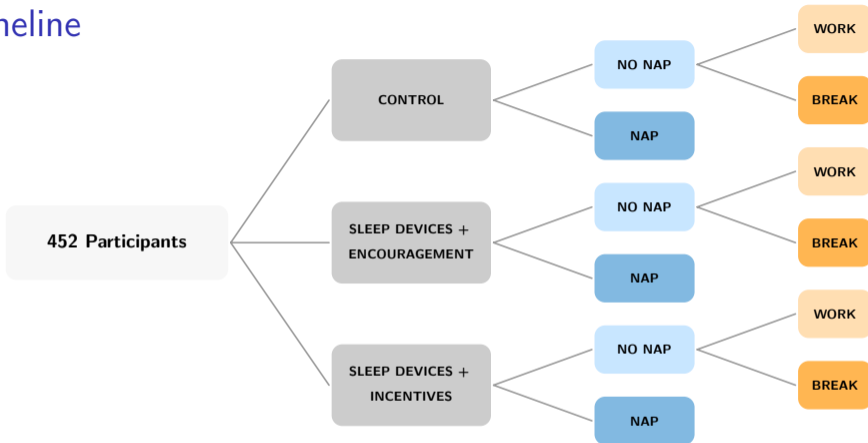 neline
452 Participants
CONTROL
SLEEP DEVICES +
ENCOURAGEMENT
SLEEP DEVICES +
INCENTIVES
NO NAP
NAP
NO NAP
NAP
NO NAP
NAP
WORK
BREAK
WORK
BREAK
WORK
BREAK